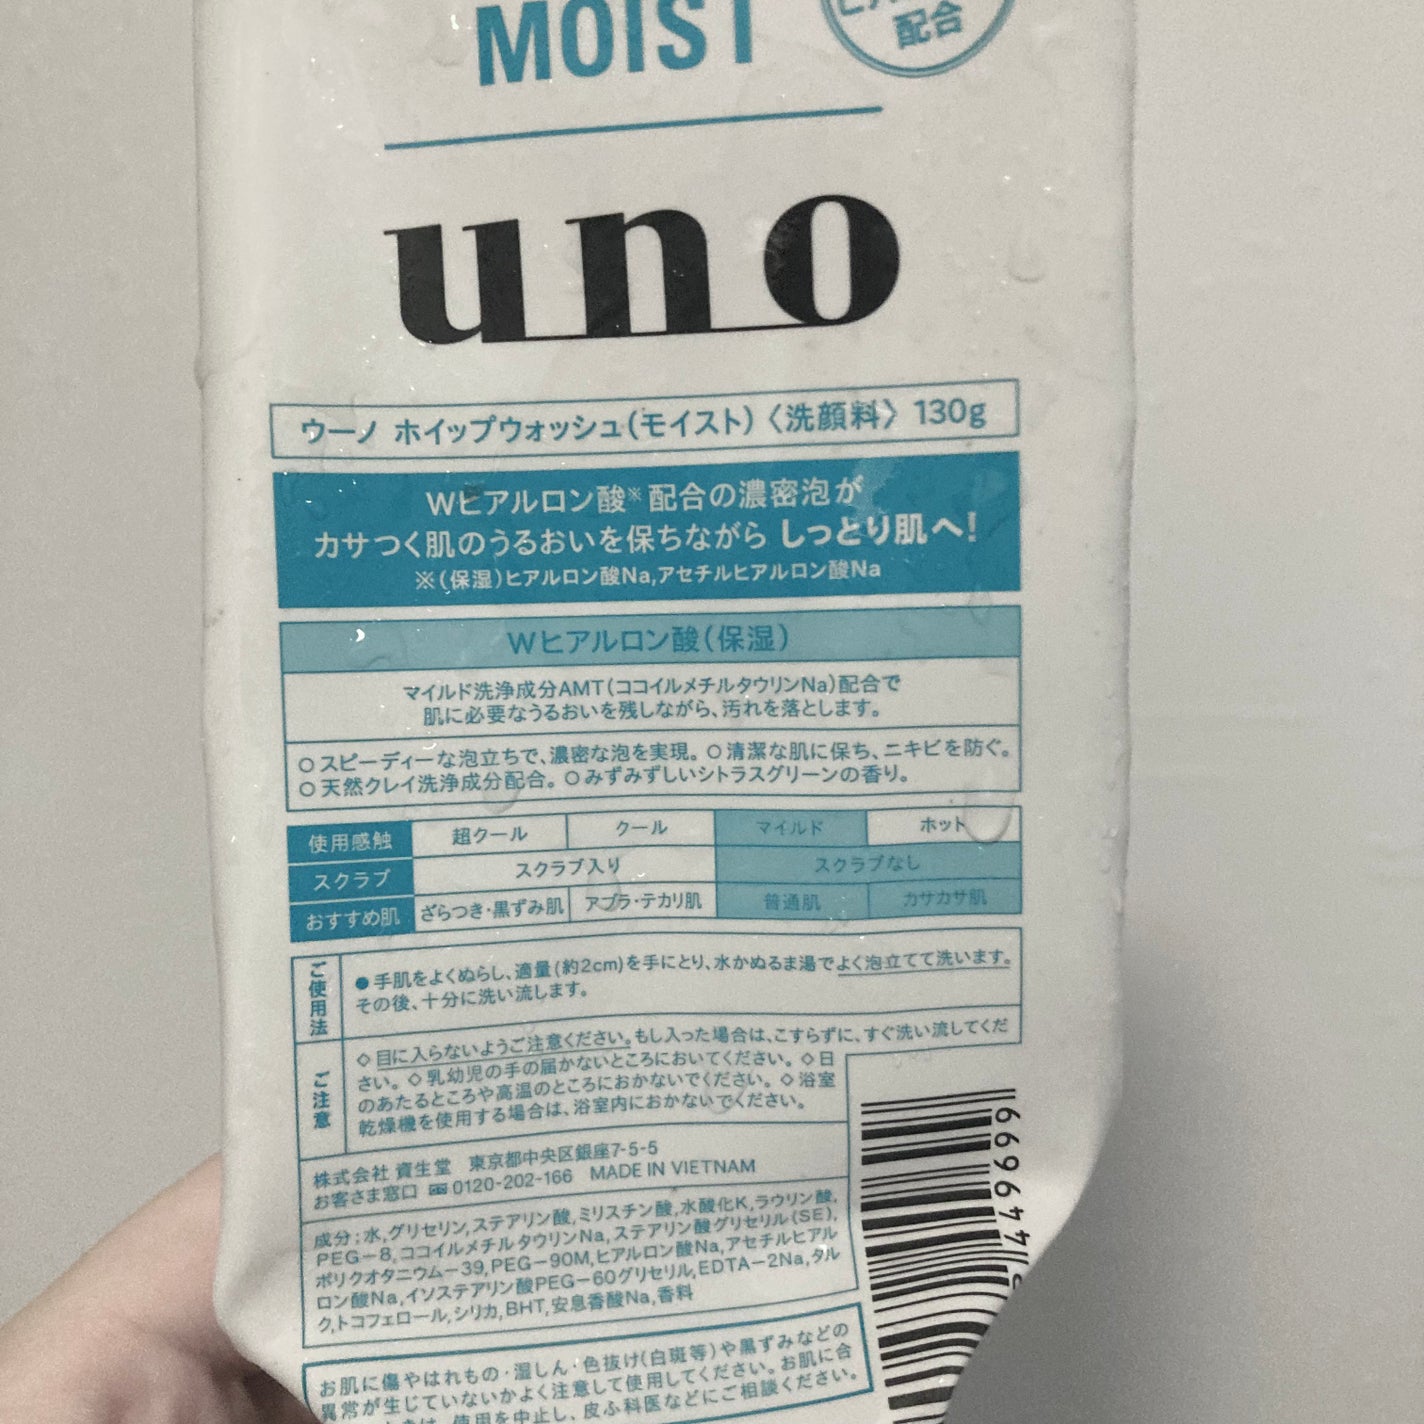 MOIST
配合
uno
ウーノ ホイップウォッシュ(モイスト)〈洗顔料〉 130g
Wヒアルロン酸※配合の濃密泡が
カサつく肌のうるおいを保ちながら しっとり肌へ!
※(保湿)ヒアルロン酸Na,アセチルヒアルロン酸Na
Wヒアルロン酸(保湿)
マイルド洗浄成分AMT(ココイルメチルタウリンNa)配合で
肌に必要なうるおいを残しながら、汚れを落とします。
○スピーディーな泡立ちで、濃密な泡を実現。○清潔な肌に保ち、ニキビを防ぐ。
○天然クレイ洗浄成分配合。○みずみずしいシトラスグリーンの香り。
使用感触 超クール クール マイルド ホット
スクラブ スクラブ入り スクラブなし
おすすめ肌 ざらつき・黒ずみ肌 アブラ・テカリ肌 普通肌 カサカサ肌
ご使用法
●手肌をよくぬらし、適量(約2cm)を手にとり、水かぬるま湯でよく泡立てて洗います。
その後、十分に洗い流します。
ご注意
◇目に入らないようご注意ください。もし入った場合は、こすらずに、すぐ洗い流してくだ
さい。◇乳幼児の手の届かないところにおいてください。◇日
のあたるところや高温のところにおかないでください。◇浴室
乾燥機を使用する場合は、浴室内におかないでください。
株式会社 資生堂 東京都中央区銀座7-5-5
お客さま窓口 0120-202-166 MADE IN VIETNAM
成分:水,グリセリン,ステアリン酸,ミリスチン酸,水酸化K,ラウリン酸,
PEG-8,ココイルメチルタウリンNa,ステアリン酸グリセリル(SE),
ポリクオタニウム-39,PEG-90M,ヒアルロン酸Na,アセチルヒアル
ロン酸Na,イソステアリン酸PEG-60グリセリル,EDTA-2Na,タル
ク,トコフェロール,シリカ,BHT,安息香酸Na,香料
お肌に傷やはれもの・湿しん・色抜け(白斑等)や黒ずみなどの
異常が生じていないかよく注意して使用してください。お肌に合
使用を中止し、皮ふ科医などにご相談ください。